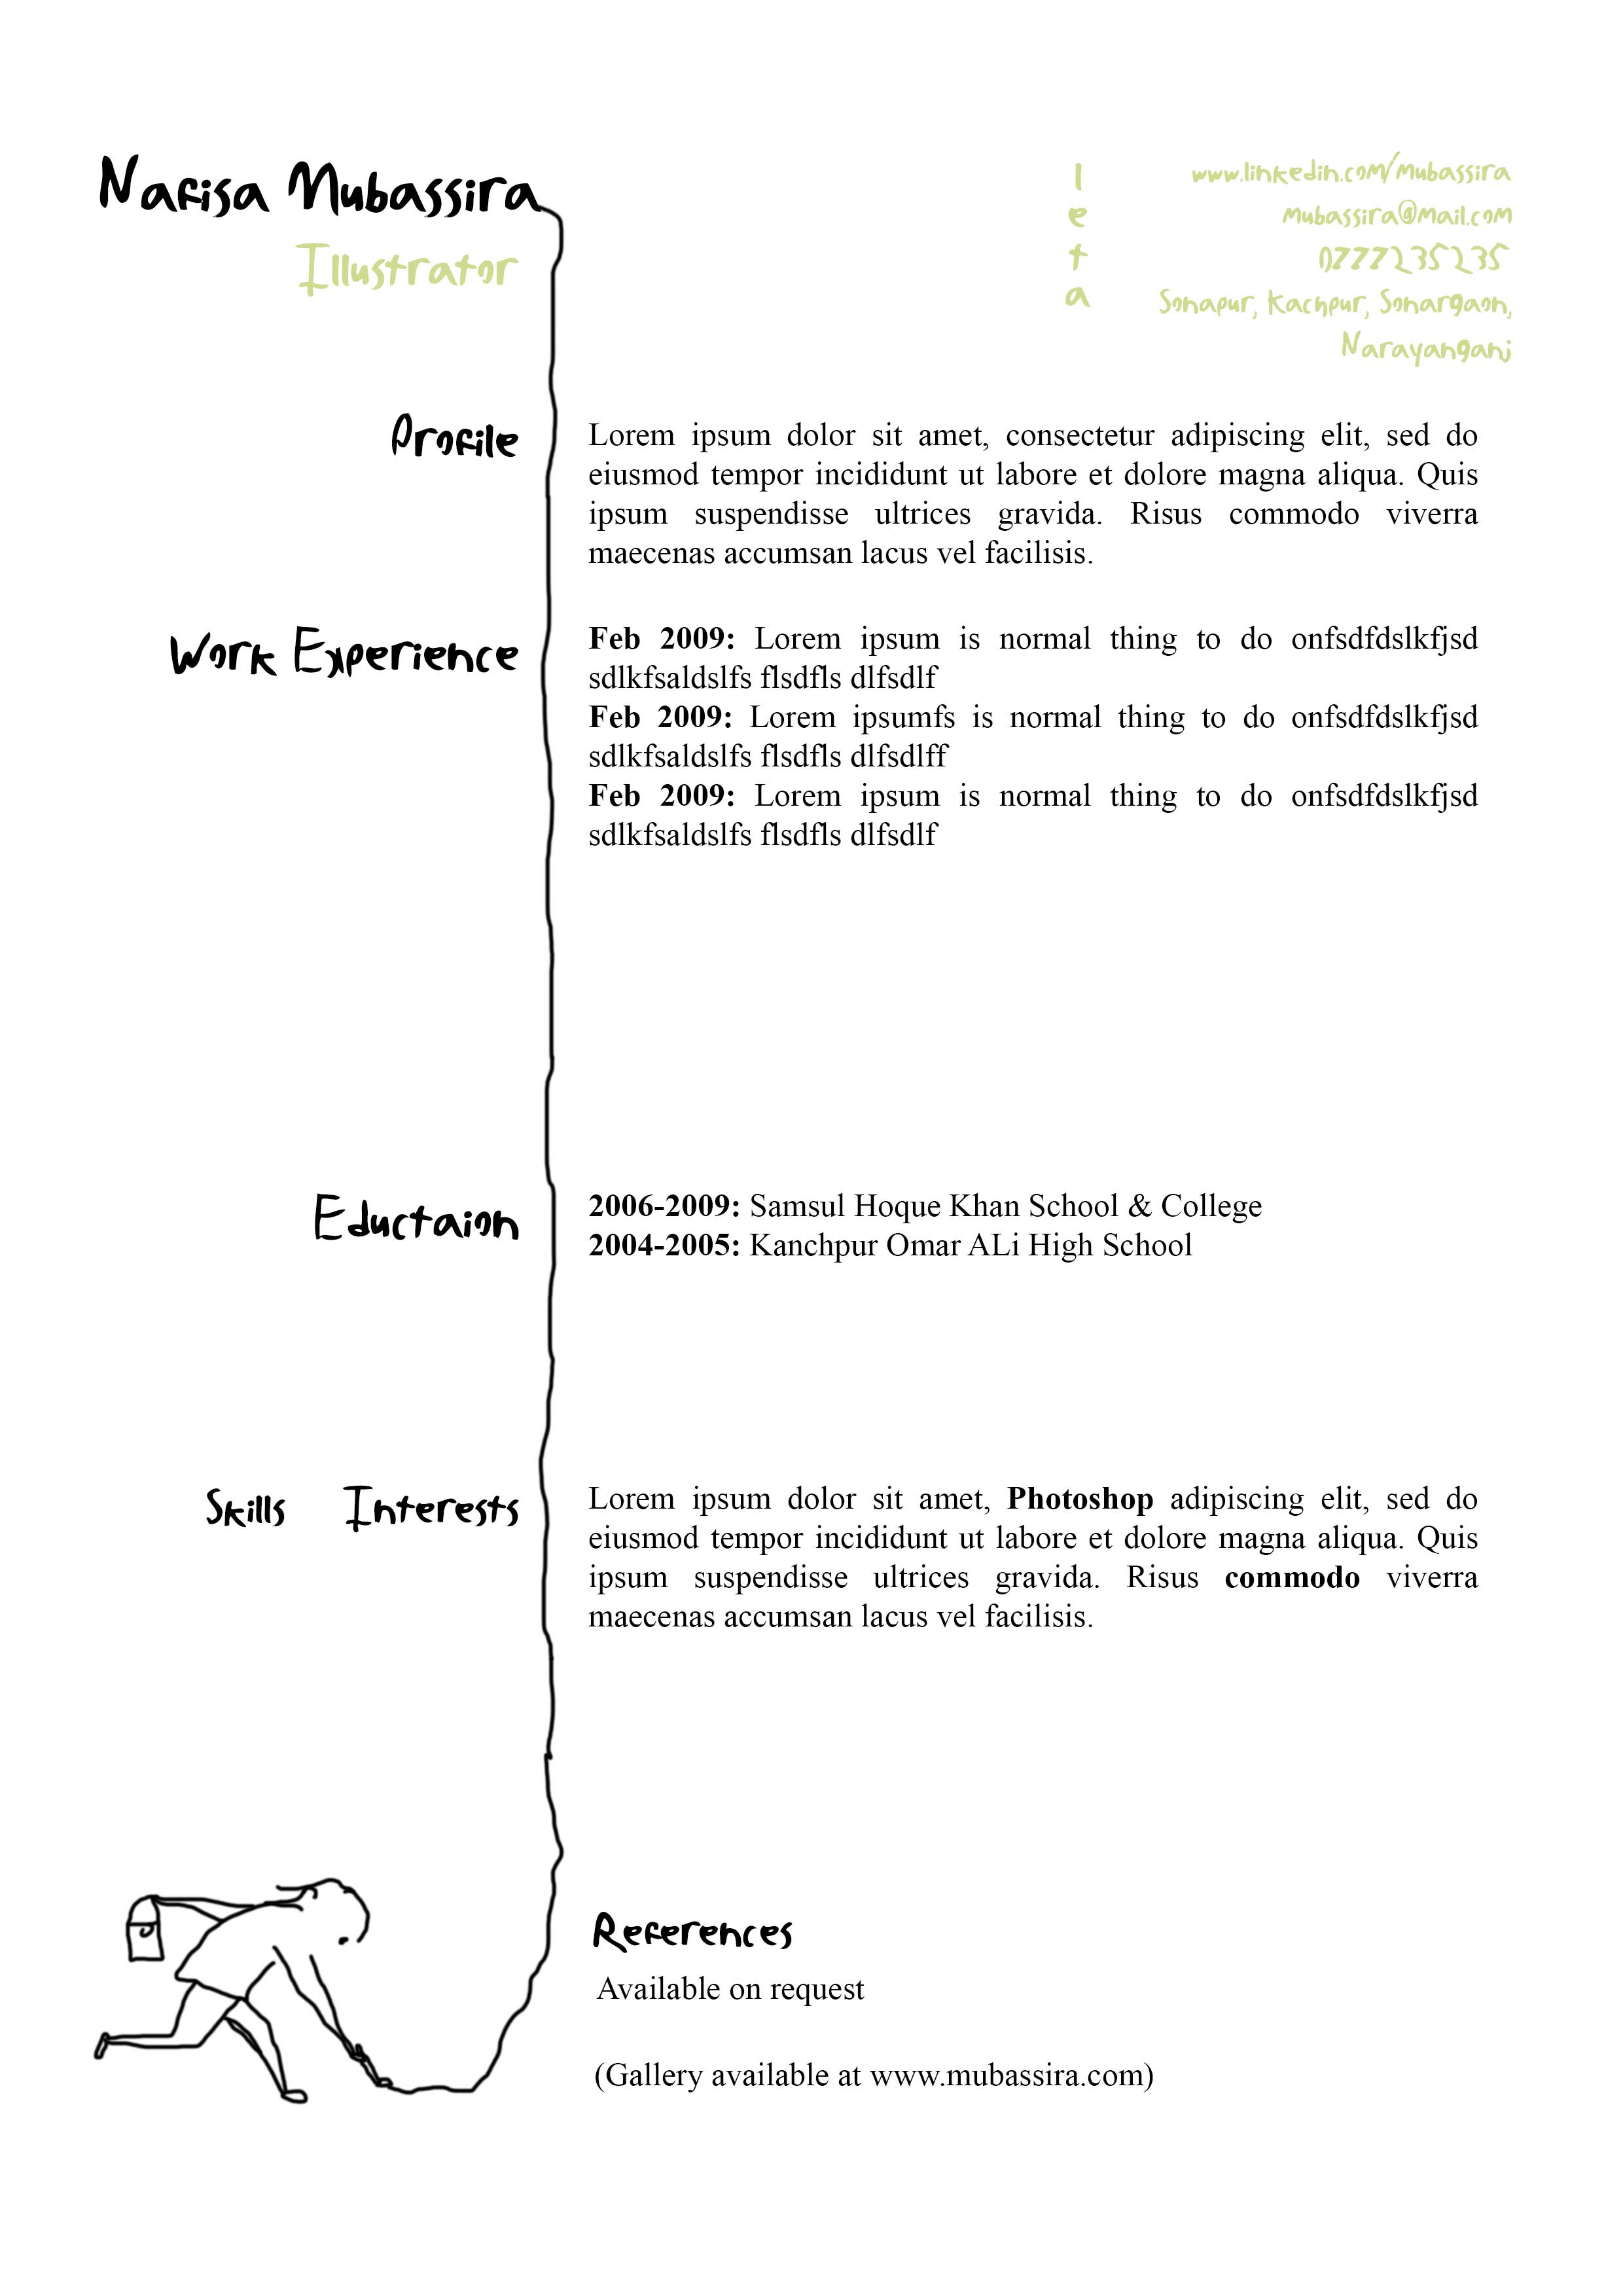 Nafisa Mubassira
Illustrator
l
e
t
a
www.linkedin.com/mubassira
mubassira@mail.com
0777235235
Sonapur, Kachpur, Sonargaon,
Narayanganj
Profile
Lorem ipsum dolor sit amet, consectetur adipiscing elit, sed do
eiusmod tempor incididunt ut labore et dolore magna aliqua. Quis
ipsum suspendisse ultrices gravida. Risus commodo viverra
maecenas accumsan lacus vel facilisis.
Work Experience
Feb 2009: Lorem ipsum is normal thing to do onfsdfdslkfjsd
sdlkfsaldslfs flsdfls dlfsdlf
Feb 2009: Lorem ipsumfs is normal thing to do onfsdfdslkfjsd
sdlkfsaldslfs flsdfls dlfsdlff
Feb 2009: Lorem ipsum is normal thing to do onfsdfdslkfjsd
sdlkfsaldslfs flsdfls dlfsdlf
Eductaion
2006-2009: Samsul Hoque Khan School & College
2004-2005: Kanchpur Omar ALi High School
Skills Interests
Lorem ipsum dolor sit amet, Photoshop adipiscing elit, sed do
eiusmod tempor incididunt ut labore et dolore magna aliqua. Quis
ipsum suspendisse ultrices gravida. Risus commodo viverra
maecenas accumsan lacus vel facilisis.
References
Available on request
(Gallery available at www.mubassira.com)